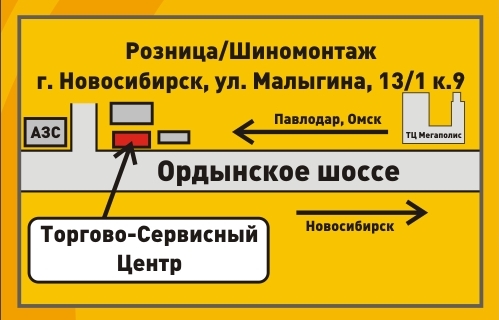 Розница/Шиномонтаж
г. Новосибирск, ул. Малыгина, 13/1 к.9
АЗС
Павлодар, Омск
ТЦ Мегаполис
Ордынское шоссе
Новосибирск
Торгово-Сервисный
Центр